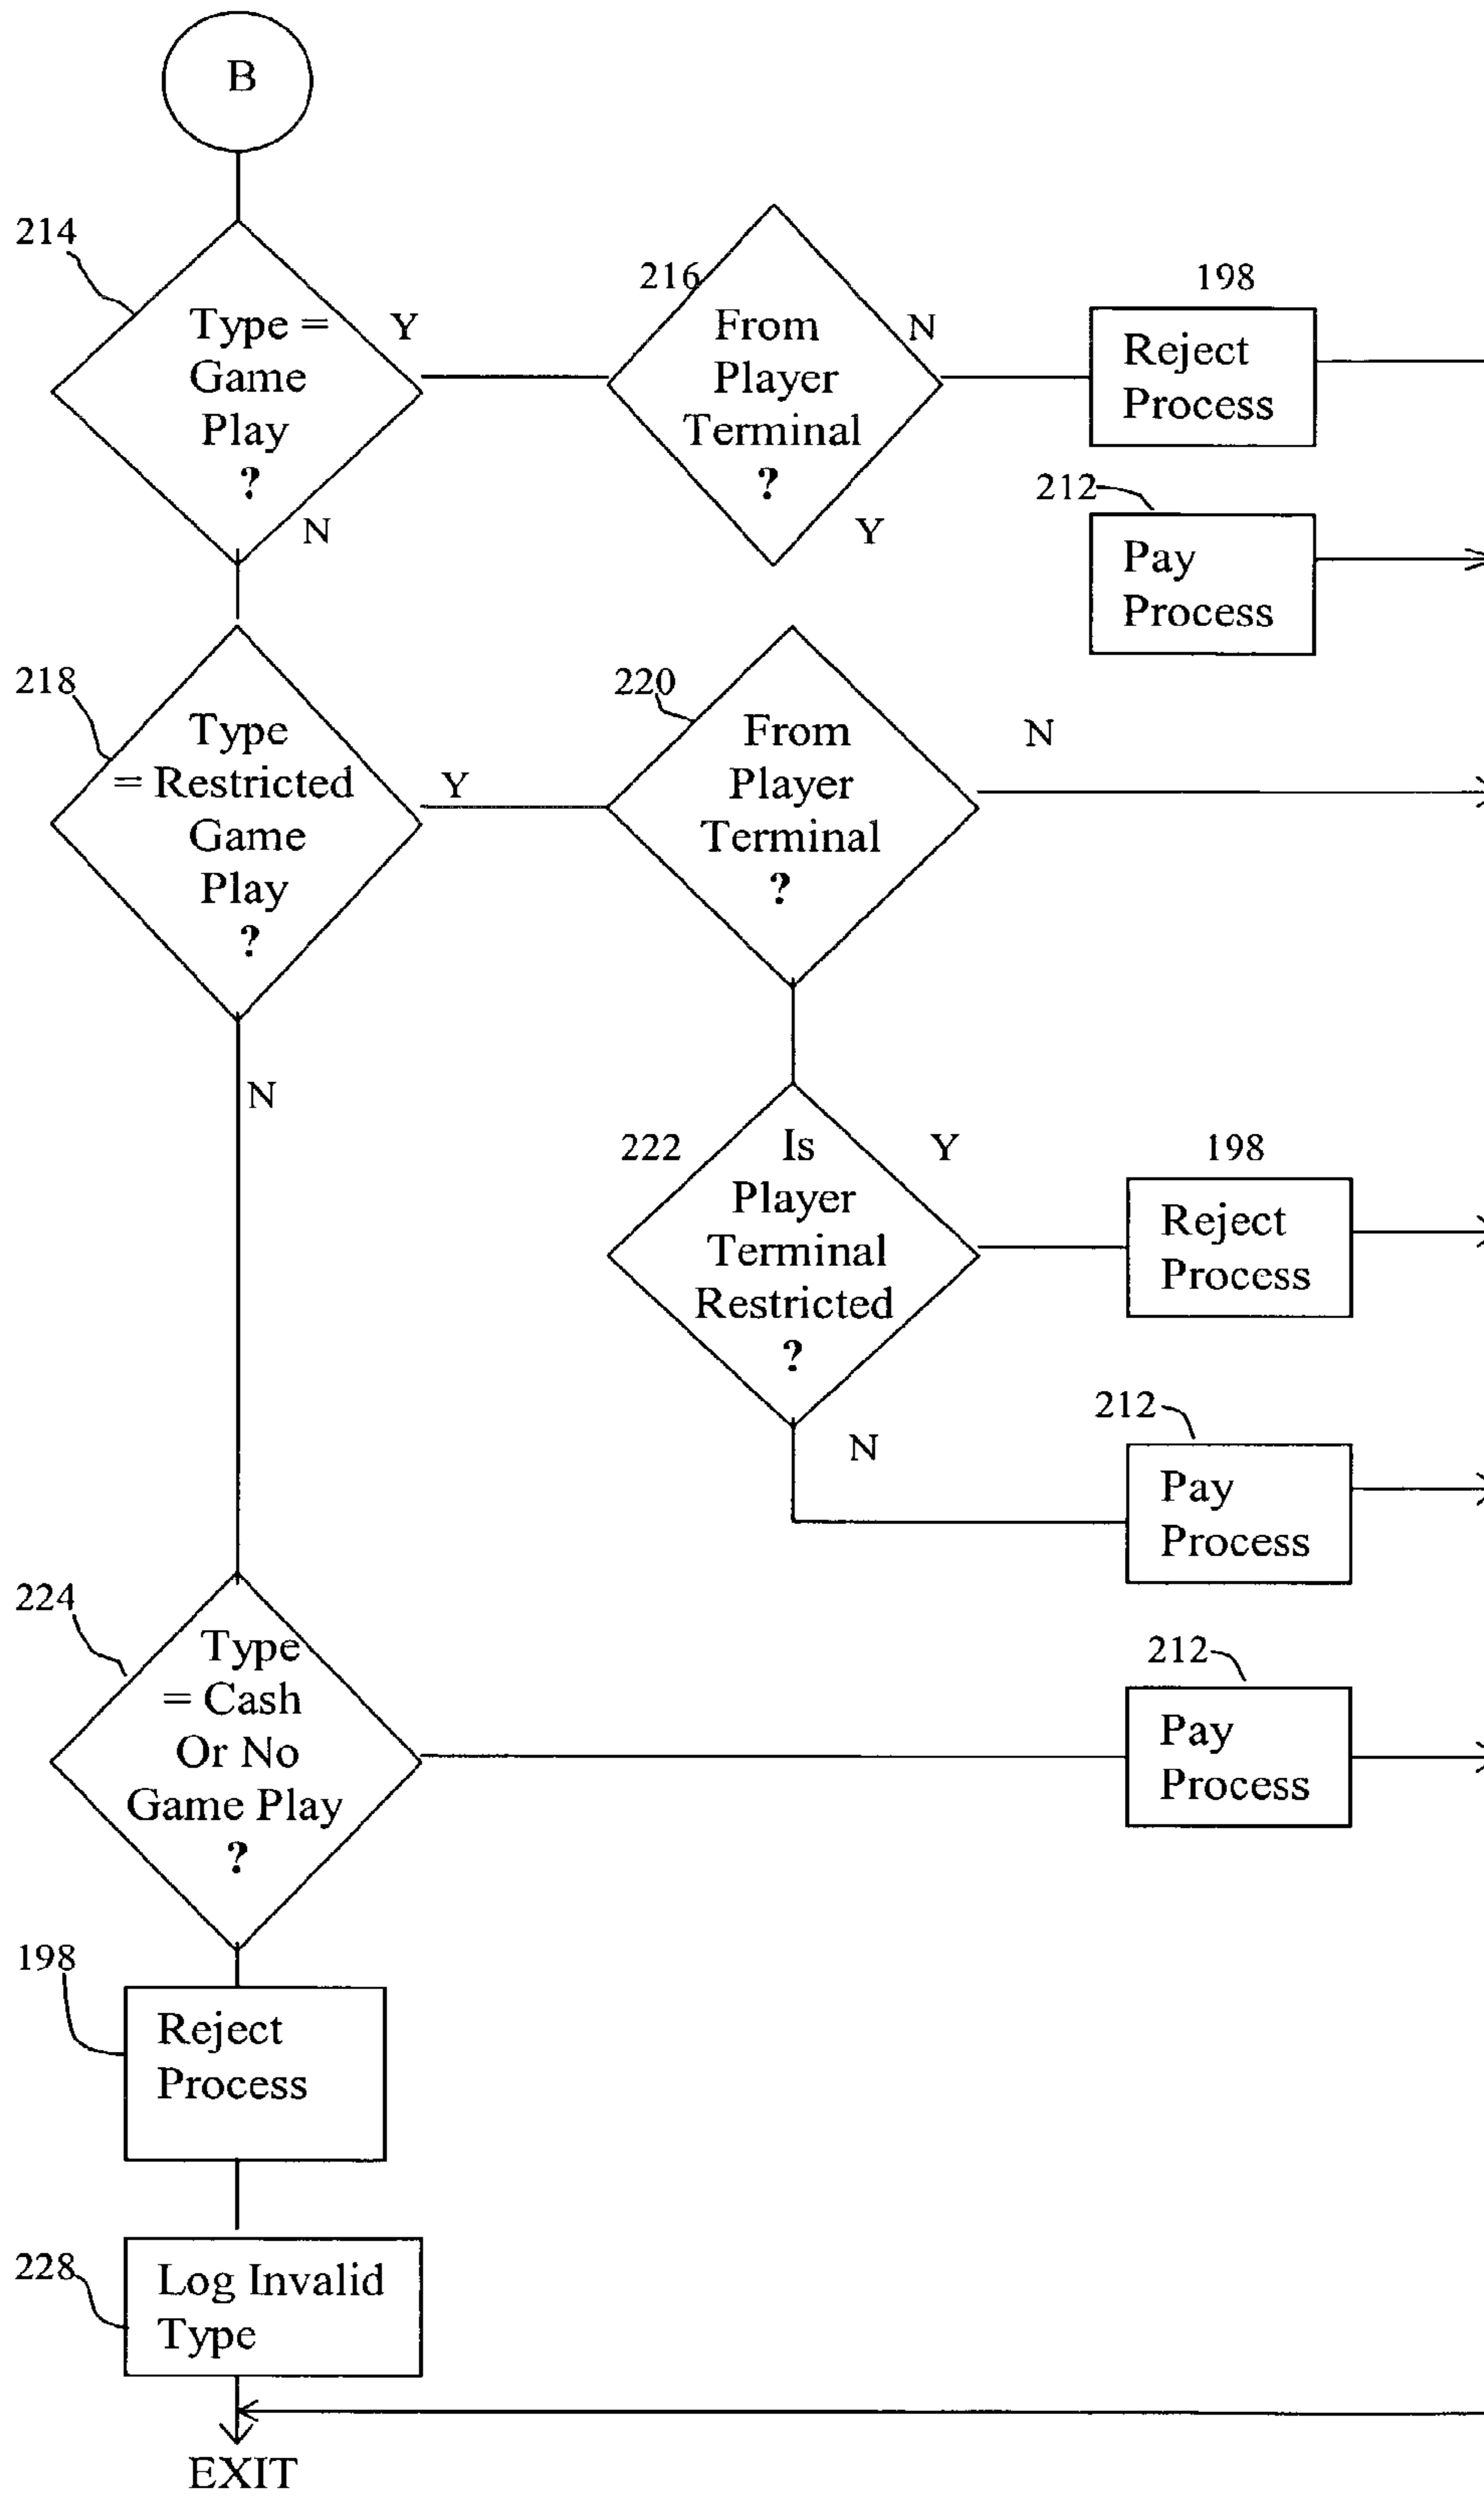 B
214
Type =
Game
Play
?
Y
N
216
From
Player
Terminal
?
N
Y
198
Reject
Process
212
Pay
Process
218
Type
= Restricted
Game
Play
?
Y
N
220
From
Player
Terminal
?
N
222
Is
Player
Terminal
Restricted
?
Y
N
198
Reject
Process
212
Pay
Process
224
Type
= Cash
Or No
Game Play
?
212
Pay
Process
198
Reject
Process
228
Log Invalid
Type
EXIT